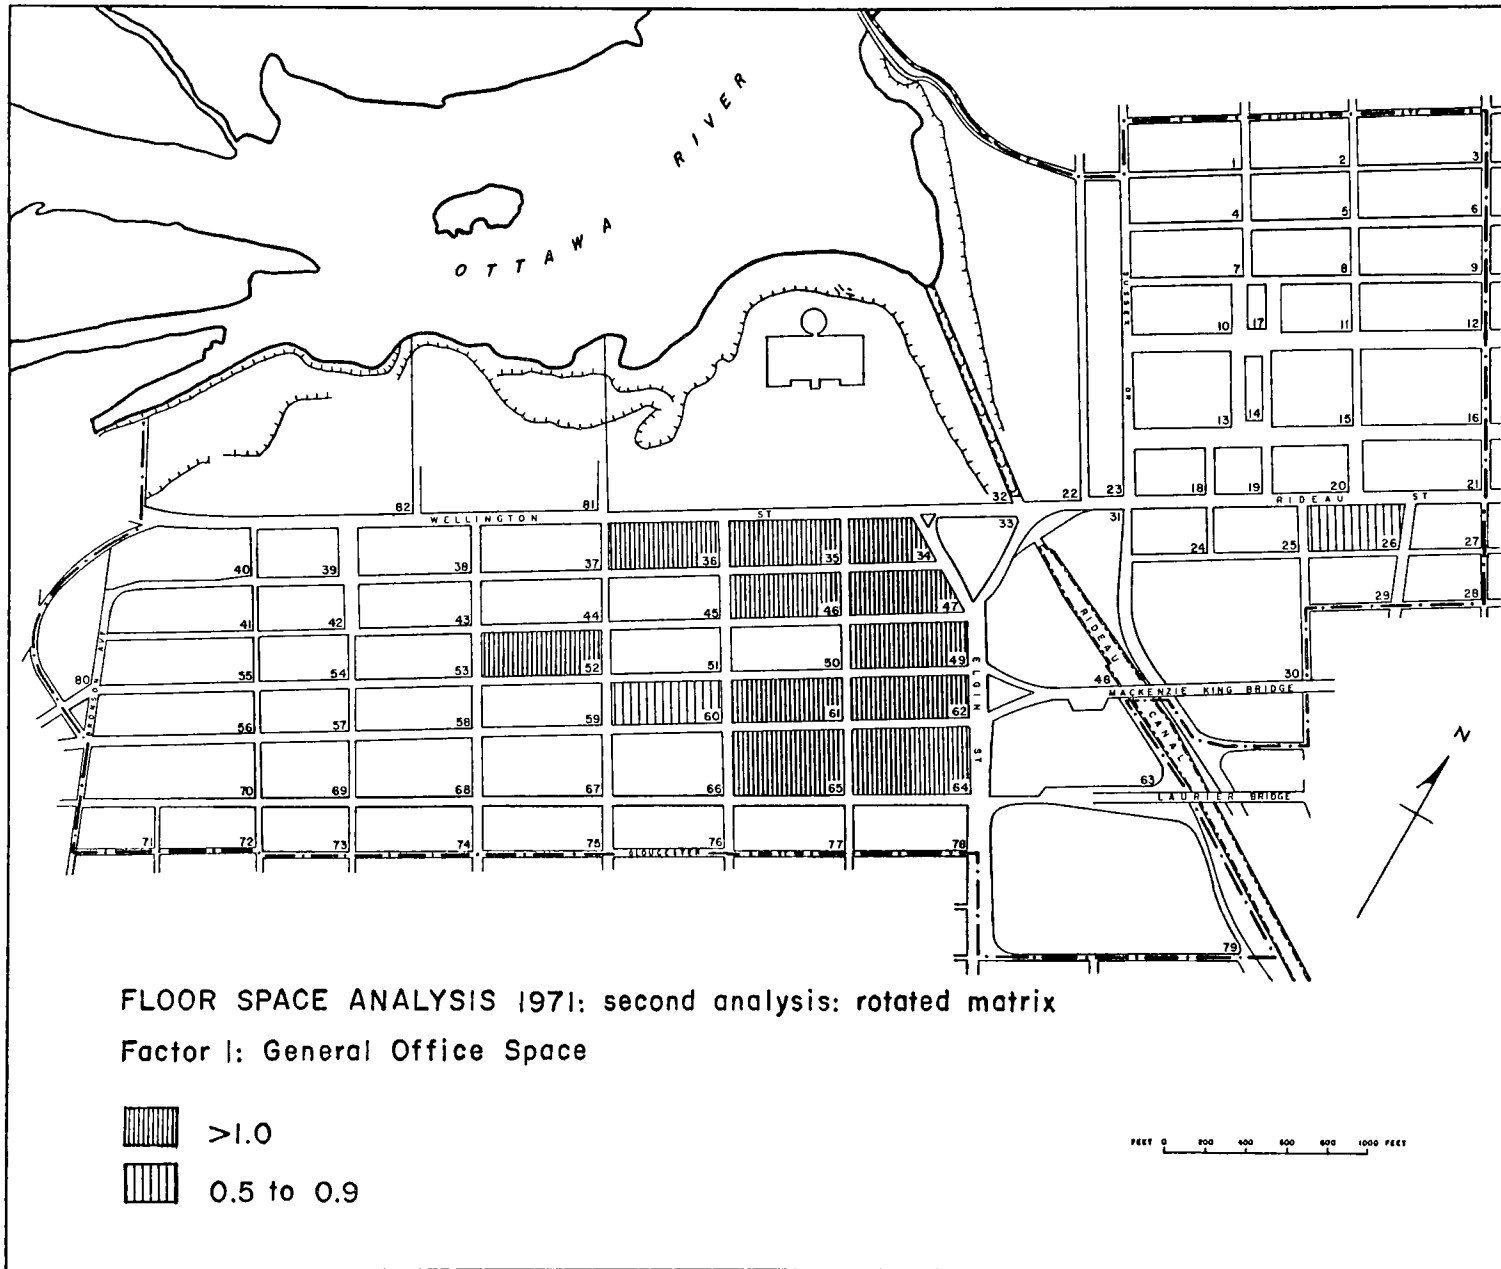 OTTAWA RIVER
1 2 3
4 5 6
SUSSEX
7 8 9
10 17 11 12
DR
13 14 15 16
82 81 32 22 23 18 19 20 21
WELLINGTON ST
RIDEAU ST
33 31
40 39 38 37 36 35 34 24 25 26 27
41 42 43 44 45 46 47 29 28
RIDEAU CANAL
55 54 53 52 51 50 49
ELGIN ST
80 48 30
MACKENZIE KING BRIDGE
BRONSON AV
56 57 58 59 60 61 62
N
70 69 68 67 66 65 64 63
LAURIER BRIDGE
71 72 73 74 75 76 77 78
GLOUCESTER
79
FLOOR SPACE ANALYSIS 1971: second analysis: rotated matrix
Factor 1: General Office Space
>1.0
FEET 0 200 400 600 800 1000 FEET
0.5 to 0.9